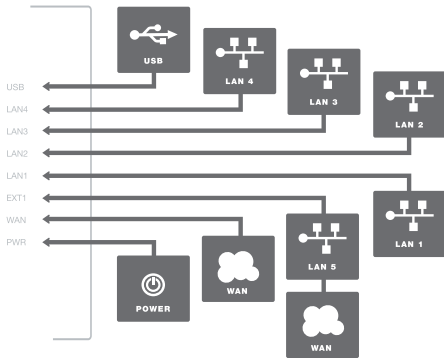 USB
LAN 4
LAN 3
LAN 2
USB
LAN4
LAN3
LAN2
LAN1
EXT1
WAN
PWR
LAN 1
LAN 5
WAN
POWER
WAN